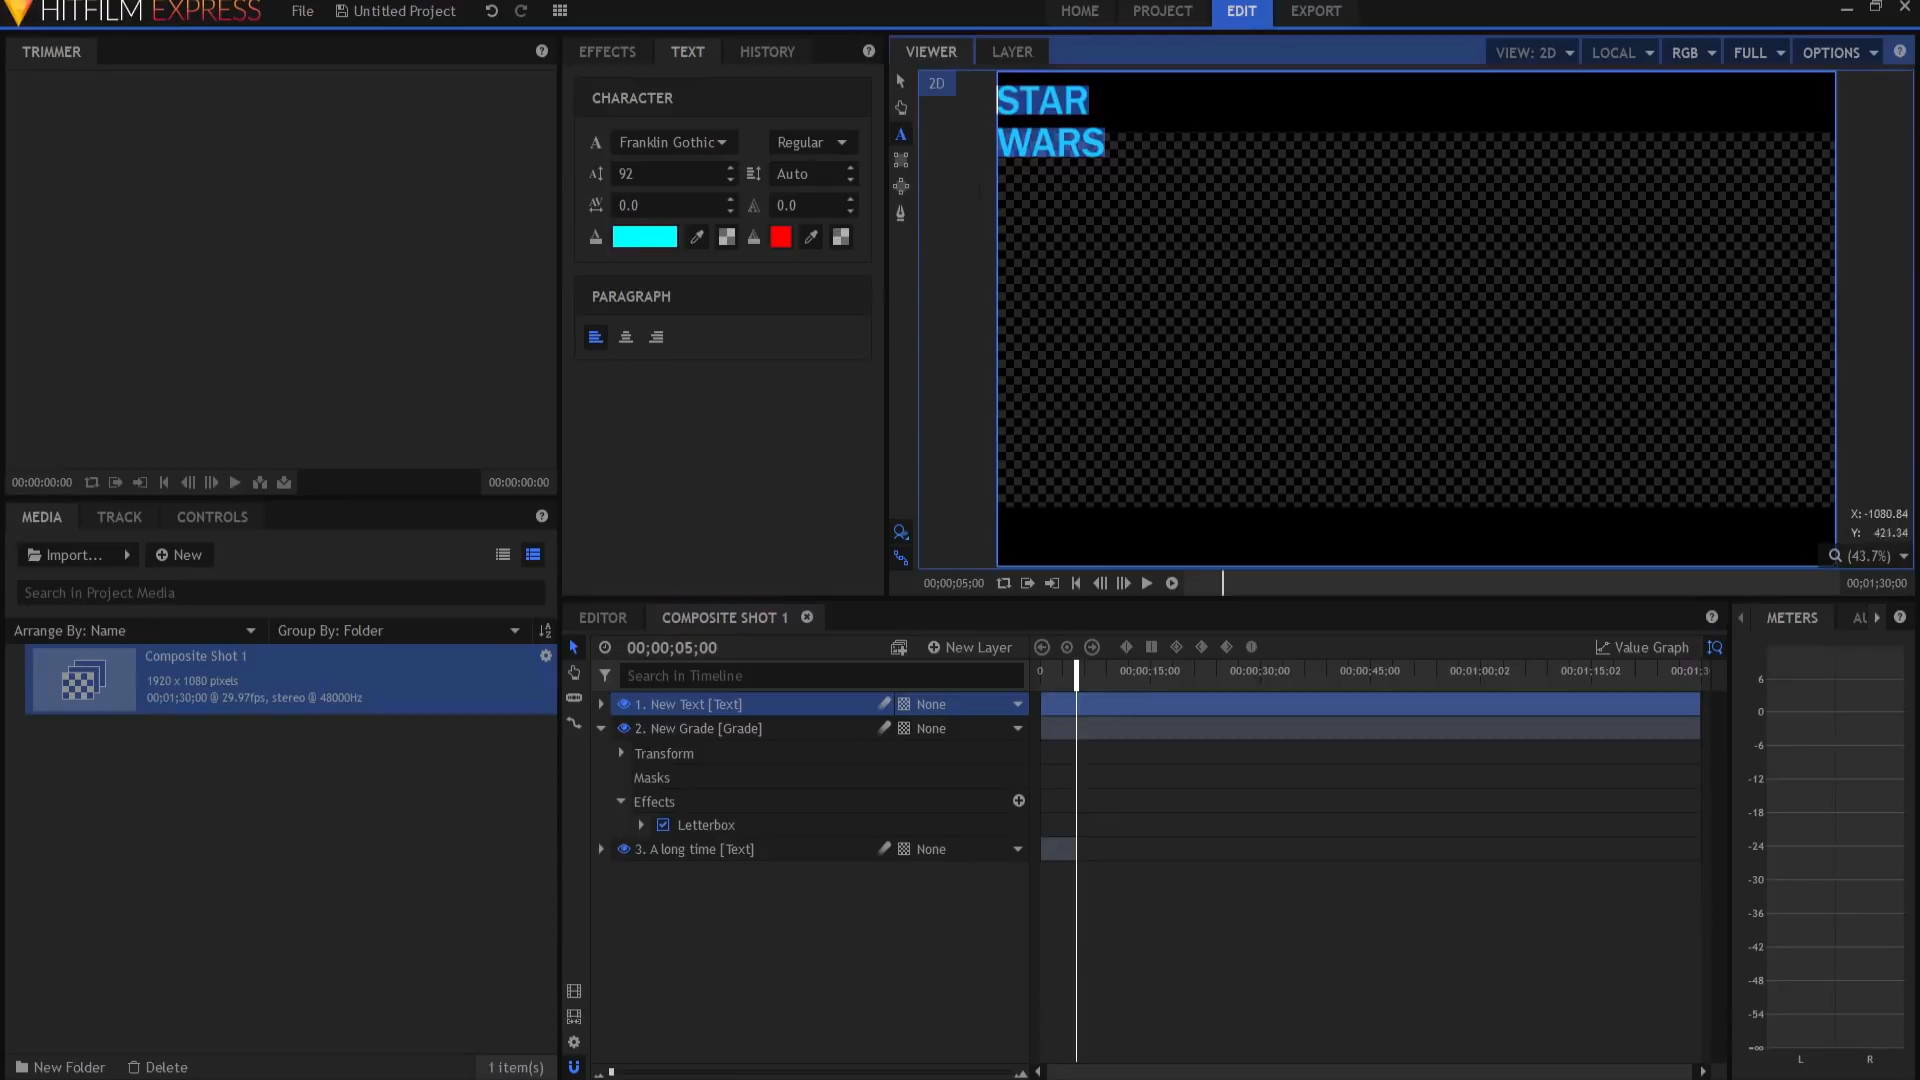 HITFILM EXPRESS
File
Untitled Project
HOME
PROJECT
EDIT
EXPORT
TRIMMER
EFFECTS
TEXT
HISTORY
VIEWER
LAYER
VIEW: 2D
LOCAL
RGB
FULL
OPTIONS
2D
STAR
WARS
CHARACTER
Franklin Gothic
Regular
92
Auto
0.0
0.0
PARAGRAPH
X: -1080.84
Y: 421.34
(43.7%)
00:00:00:00
00:00:00:00
00;00;05;00
00;01;30;00
MEDIA
TRACK
CONTROLS
Import...
New
Search in Project Media
Arrange By: Name
Group By: Folder
Composite Shot 1
1920 x 1080 pixels
00;01;30;00 @ 29.97fps, stereo @ 48000Hz
New Folder
Delete
1 item(s)
EDITOR
COMPOSITE SHOT 1
00;00;05;00
New Layer
Value Graph
Search in Timeline
0
00;00;15;00
00;00;30;00
00;00;45;00
00;01;00;02
00;01;15;02
00;01;3
1. New Text [Text]
None
2. New Grade [Grade]
None
Transform
Masks
Effects
Letterbox
3. A long time [Text]
None
METERS
AU
6
0
-6
-12
-18
-24
-30
-36
-42
-48
-54
-∞
L
R